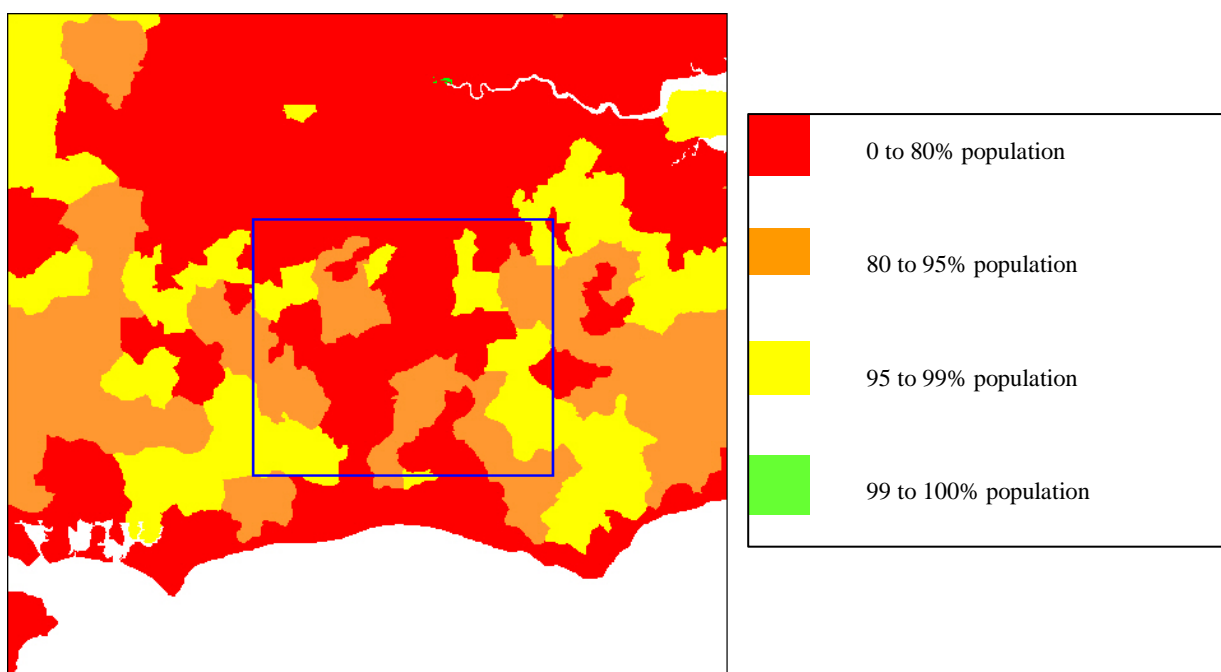 0 to 80% population
80 to 95% population
95 to 99% population
99 to 100% population